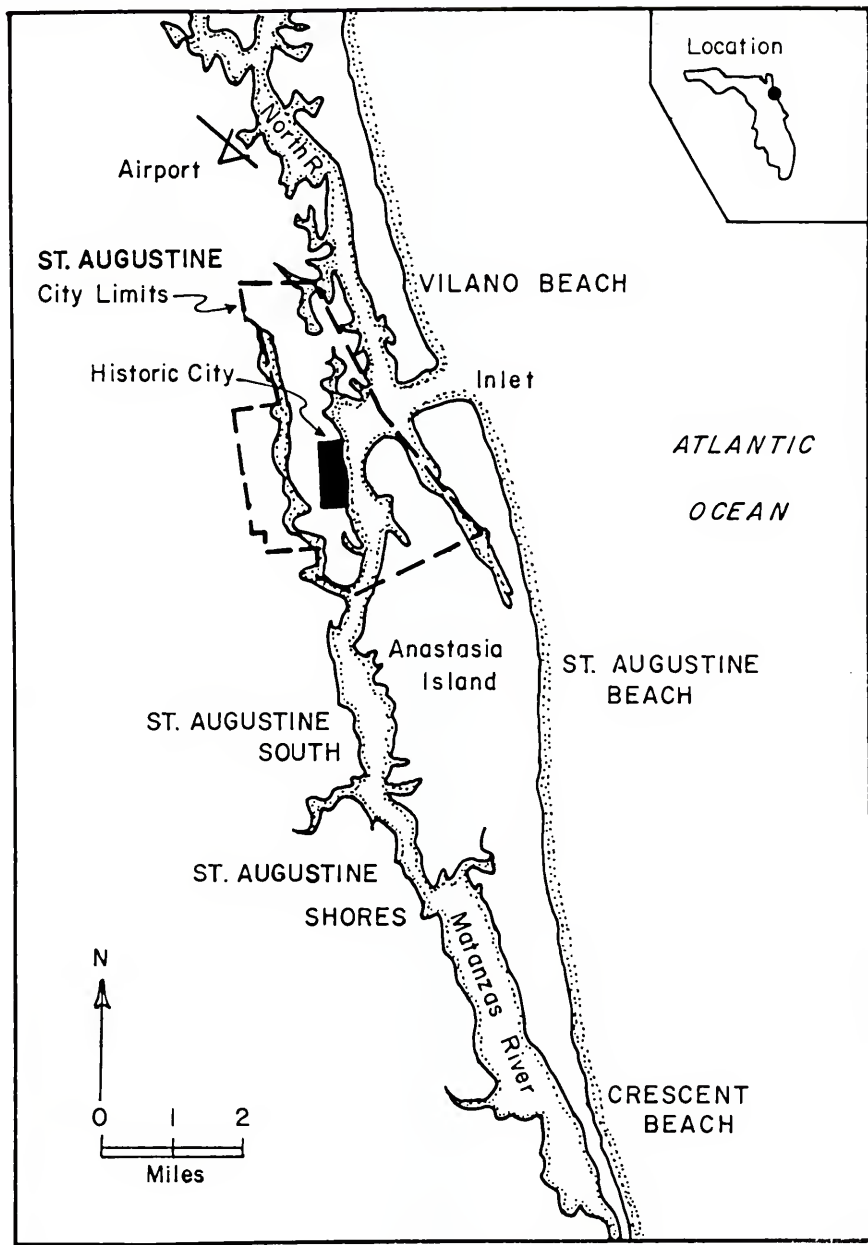 Location
North R.
Airport
ST. AUGUSTINE
City Limits
VILANO BEACH
Historic City
Inlet
ATLANTIC
OCEAN
Anastasia
Island
ST. AUGUSTINE
BEACH
ST. AUGUSTINE
SOUTH
ST. AUGUSTINE
SHORES
Matanzas River
N
0 1 2
Miles
CRESCENT
BEACH